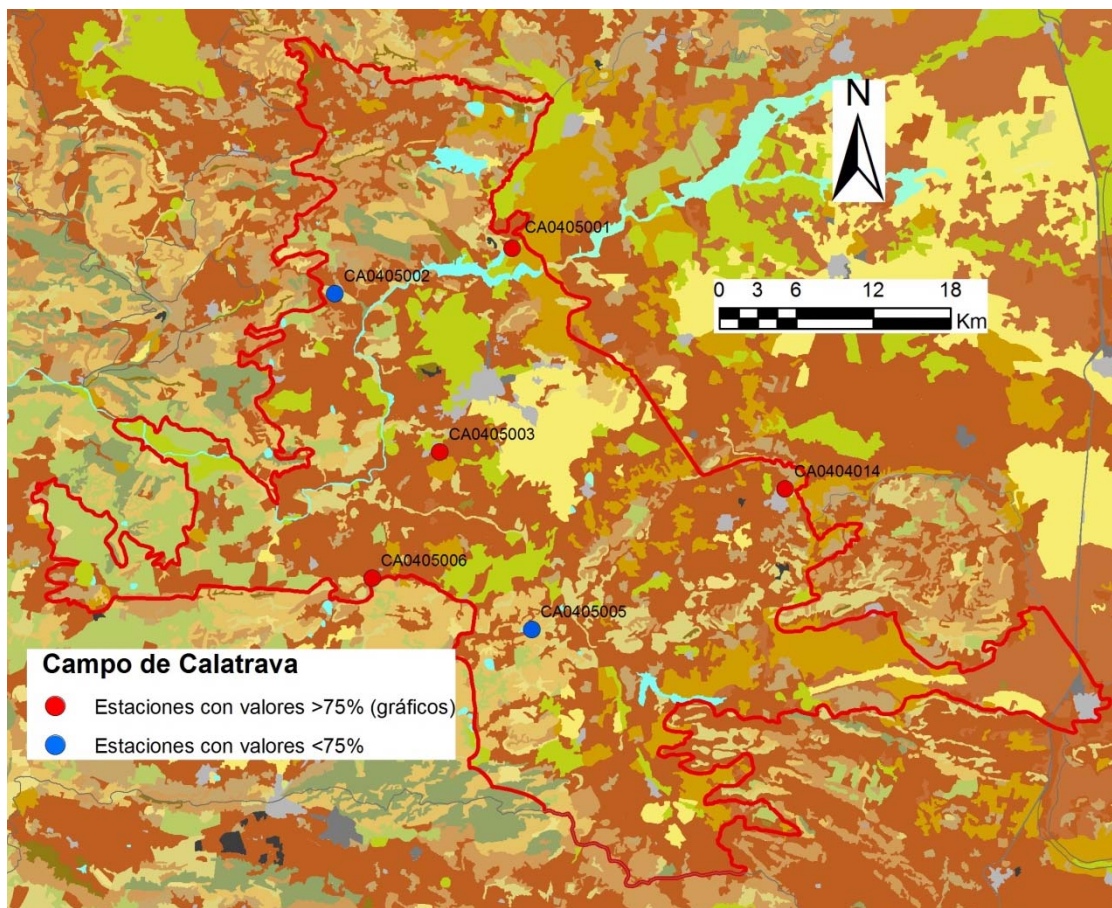 N
CA0405001
CA0405002
0 3 6 12 18
Km
CA0405003
CA0404014
CA0405006
CA0405005
Campo de Calatrava
Estaciones con valores >75% (gráficos)
Estaciones con valores <75%